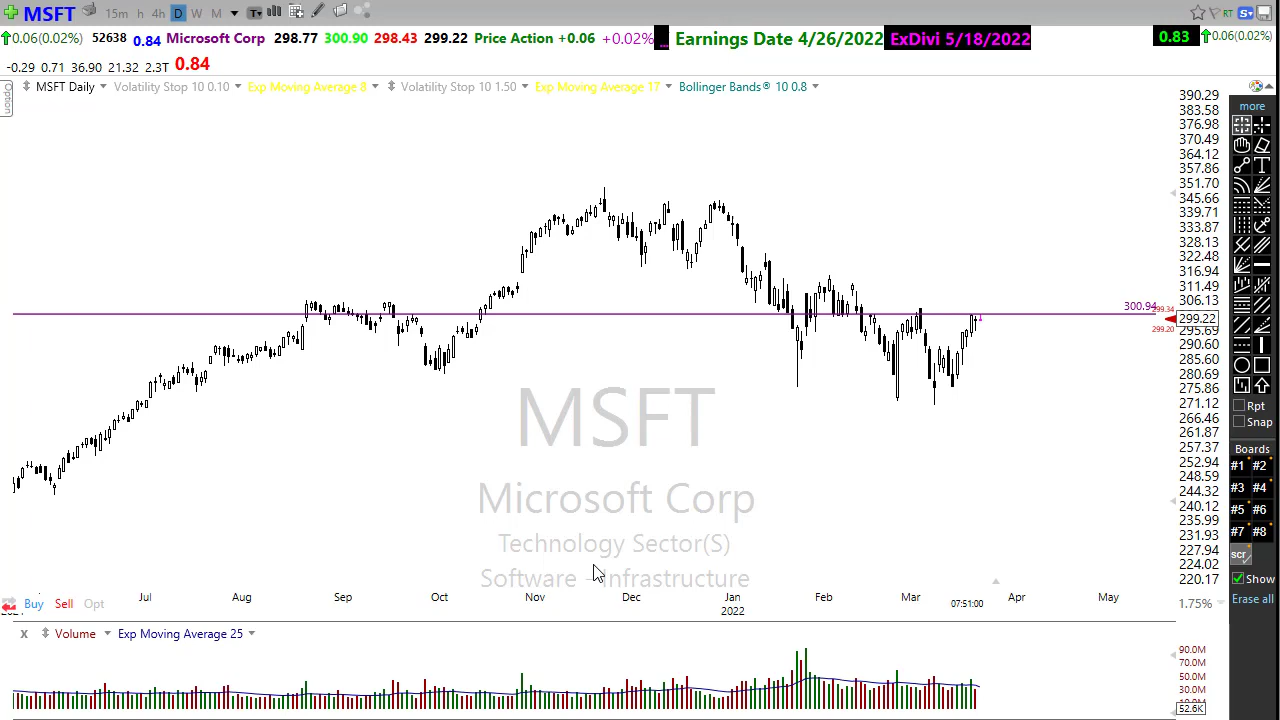 MSFT 15m h 4h D W M
0.06(0.02%) 52638 0.84 Microsoft Corp 298.77 300.90 298.43 299.22 Price Action +0.06 +0.02% ... Earnings Date 4/26/2022 ExDivi 5/18/2022 0.83 0.06(0.02%)
RT
-0.29 0.71 36.90 21.32 2.3T 0.84
Option
MSFT Daily Volatility Stop 10 0.10 Exp Moving Average 8 Volatility Stop 10 1.50 Exp Moving Average 17 Bollinger Bands® 10 0.8
390.29
383.58
376.98
370.49
364.12
357.86
351.70
345.66
339.71
333.87
328.13
322.48
316.94
311.49
306.13
300.94
299.34
299.22
299.20
295.69
290.60
285.60
280.69
275.88
271.12
266.46
261.87
257.37
252.94
248.59
244.32
240.12
235.99
231.93
227.94
224.02
220.17
more
Rpt
Snap
Boards
#1 #2
#3 #4
#5 #6
#7 #8
scr
Show
Erase all
MSFT
Microsoft Corp
Technology Sector(S)
Software - Infrastructure
Jul Aug Sep Oct Nov Dec Jan Feb Mar Apr May
2022
07:51:00
Buy Sell Opt
1.75%
x Volume Exp Moving Average 25
90.0M
70.0M
50.0M
30.0M
52.6K